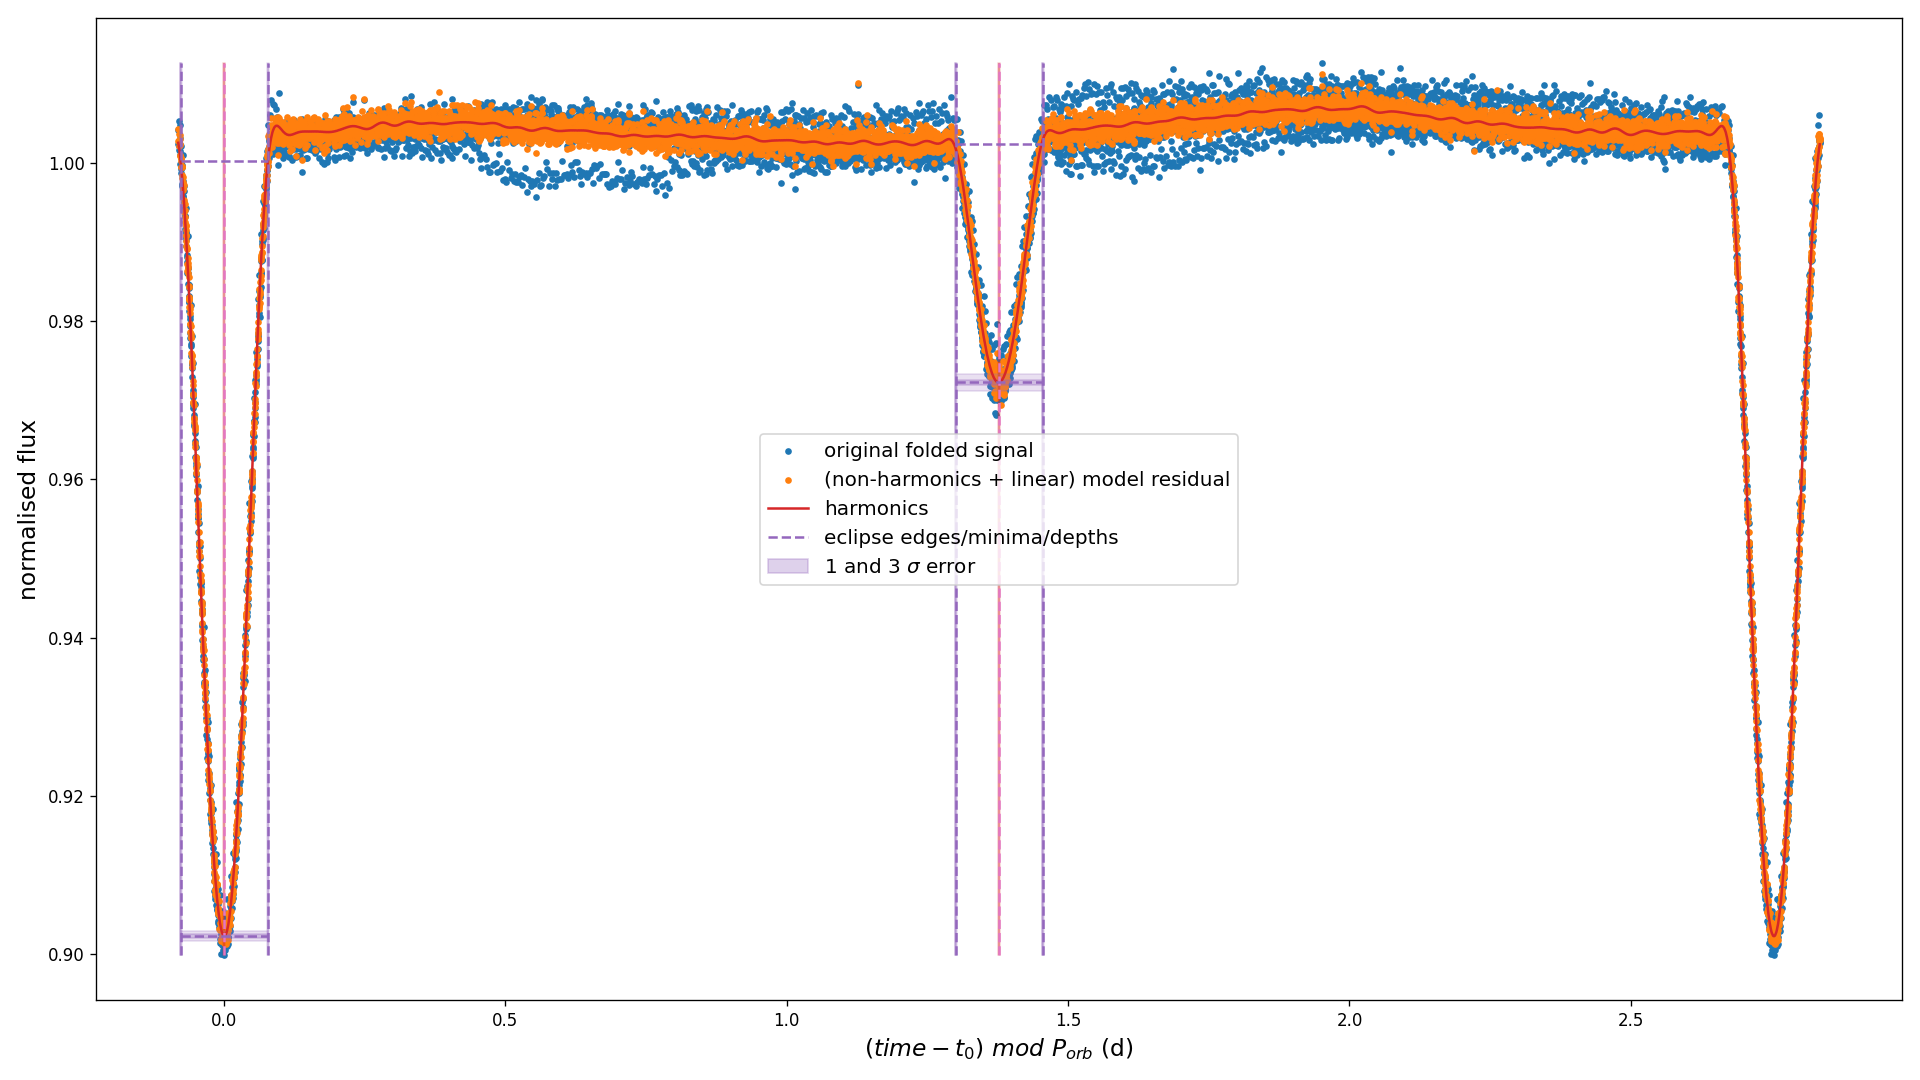 normalised flux
1.00
0.98
0.96
0.94
0.92
0.90
original folded signal
(non-harmonics + linear) model residual
harmonics
eclipse edges/minima/depths
1 and 3 σ error
0.0 0.5 1.0 1.5 2.0 2.5
(time − t₀) mod Pₒᵣb (d)